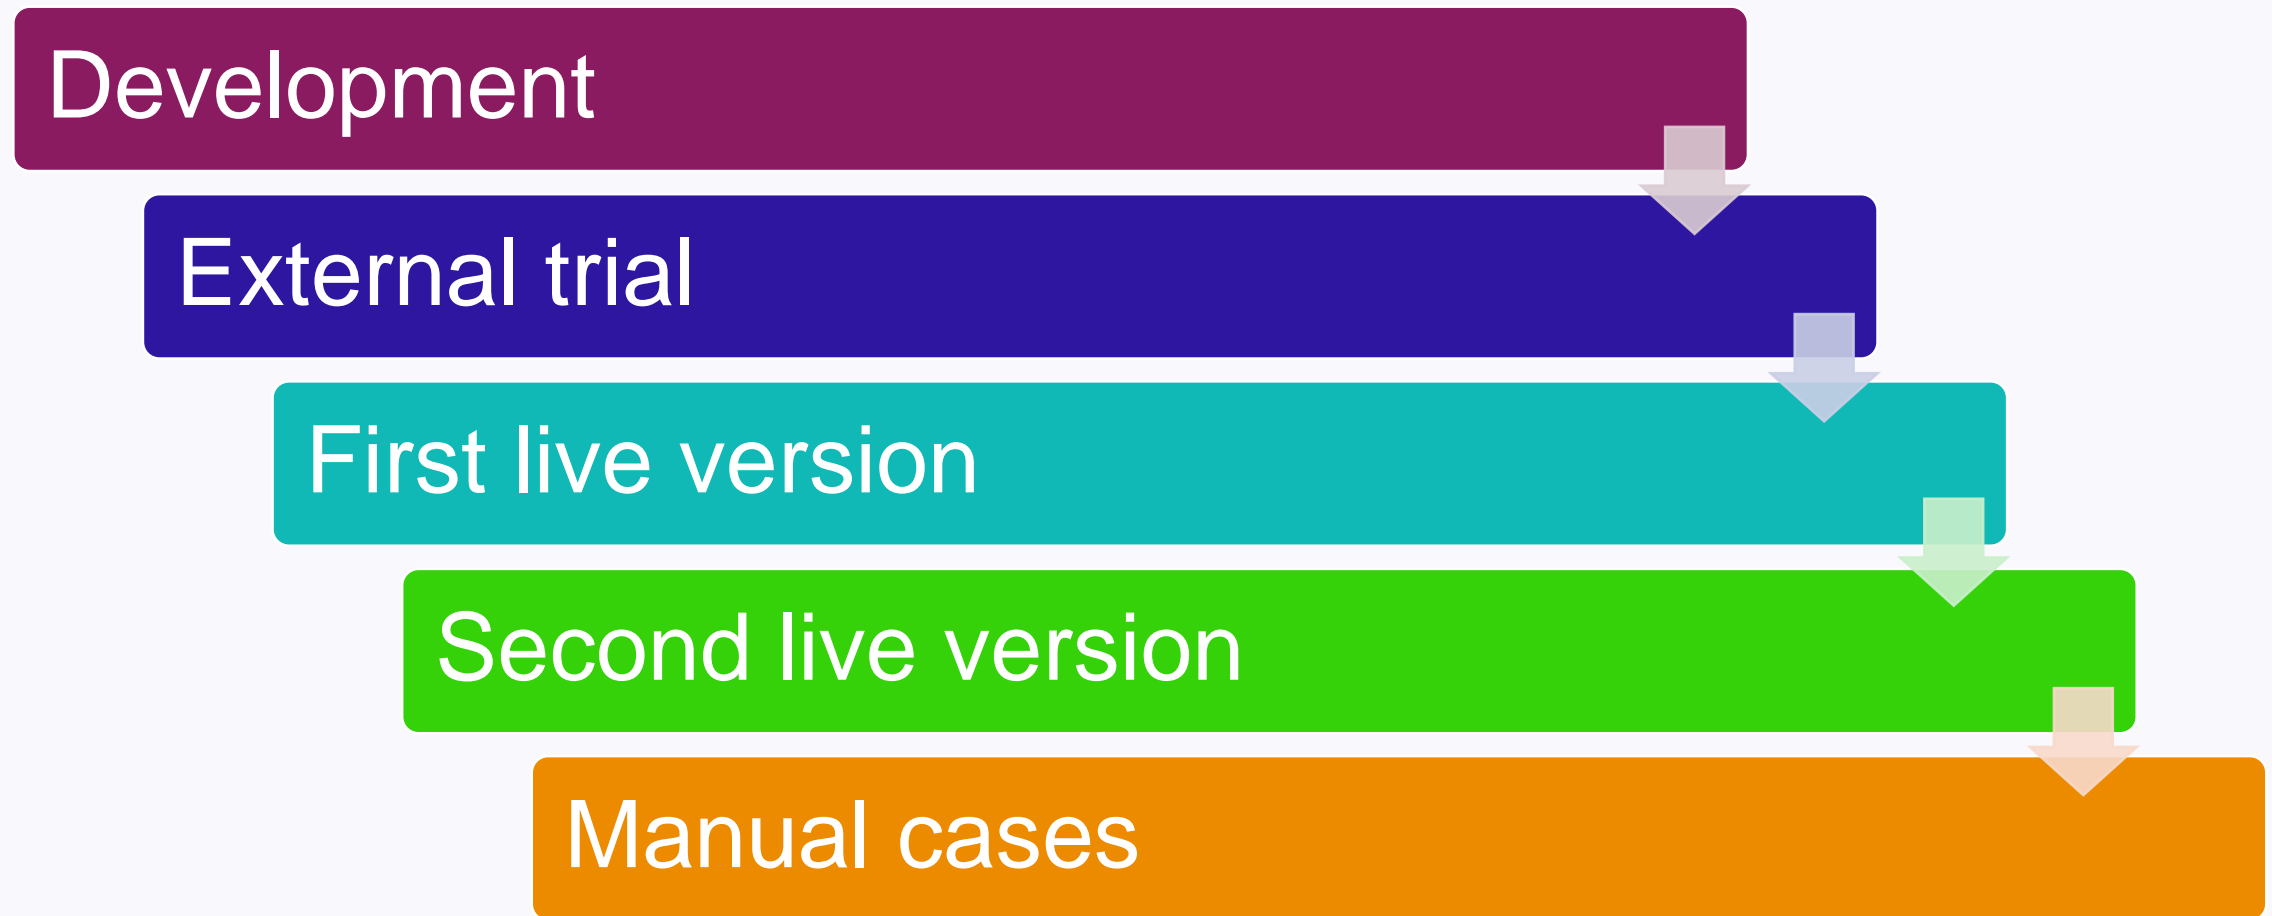 Development
External trial
First live version
Second live version
Manual cases